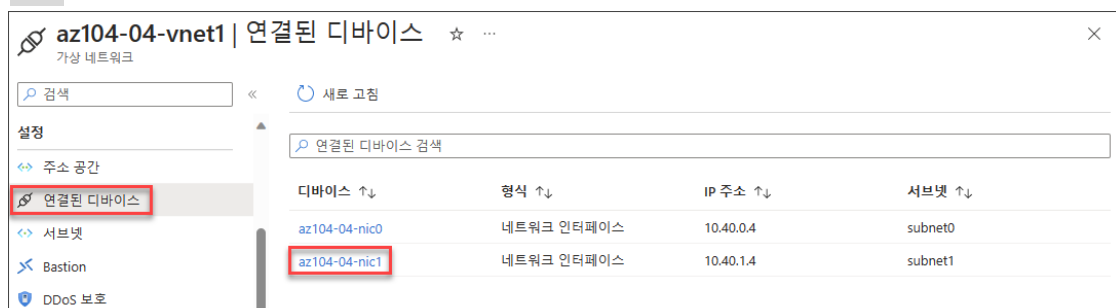 az104-04-vnet1 | 연결된 디바이스
가상 네트워크
검색
새로 고침
설정
연결된 디바이스 검색
주소 공간
연결된 디바이스
서브넷
Bastion
DDoS 보호
디바이스 형식 IP 주소 서브넷
az104-04-nic0 네트워크 인터페이스 10.40.0.4 subnet0
az104-04-nic1 네트워크 인터페이스 10.40.1.4 subnet1